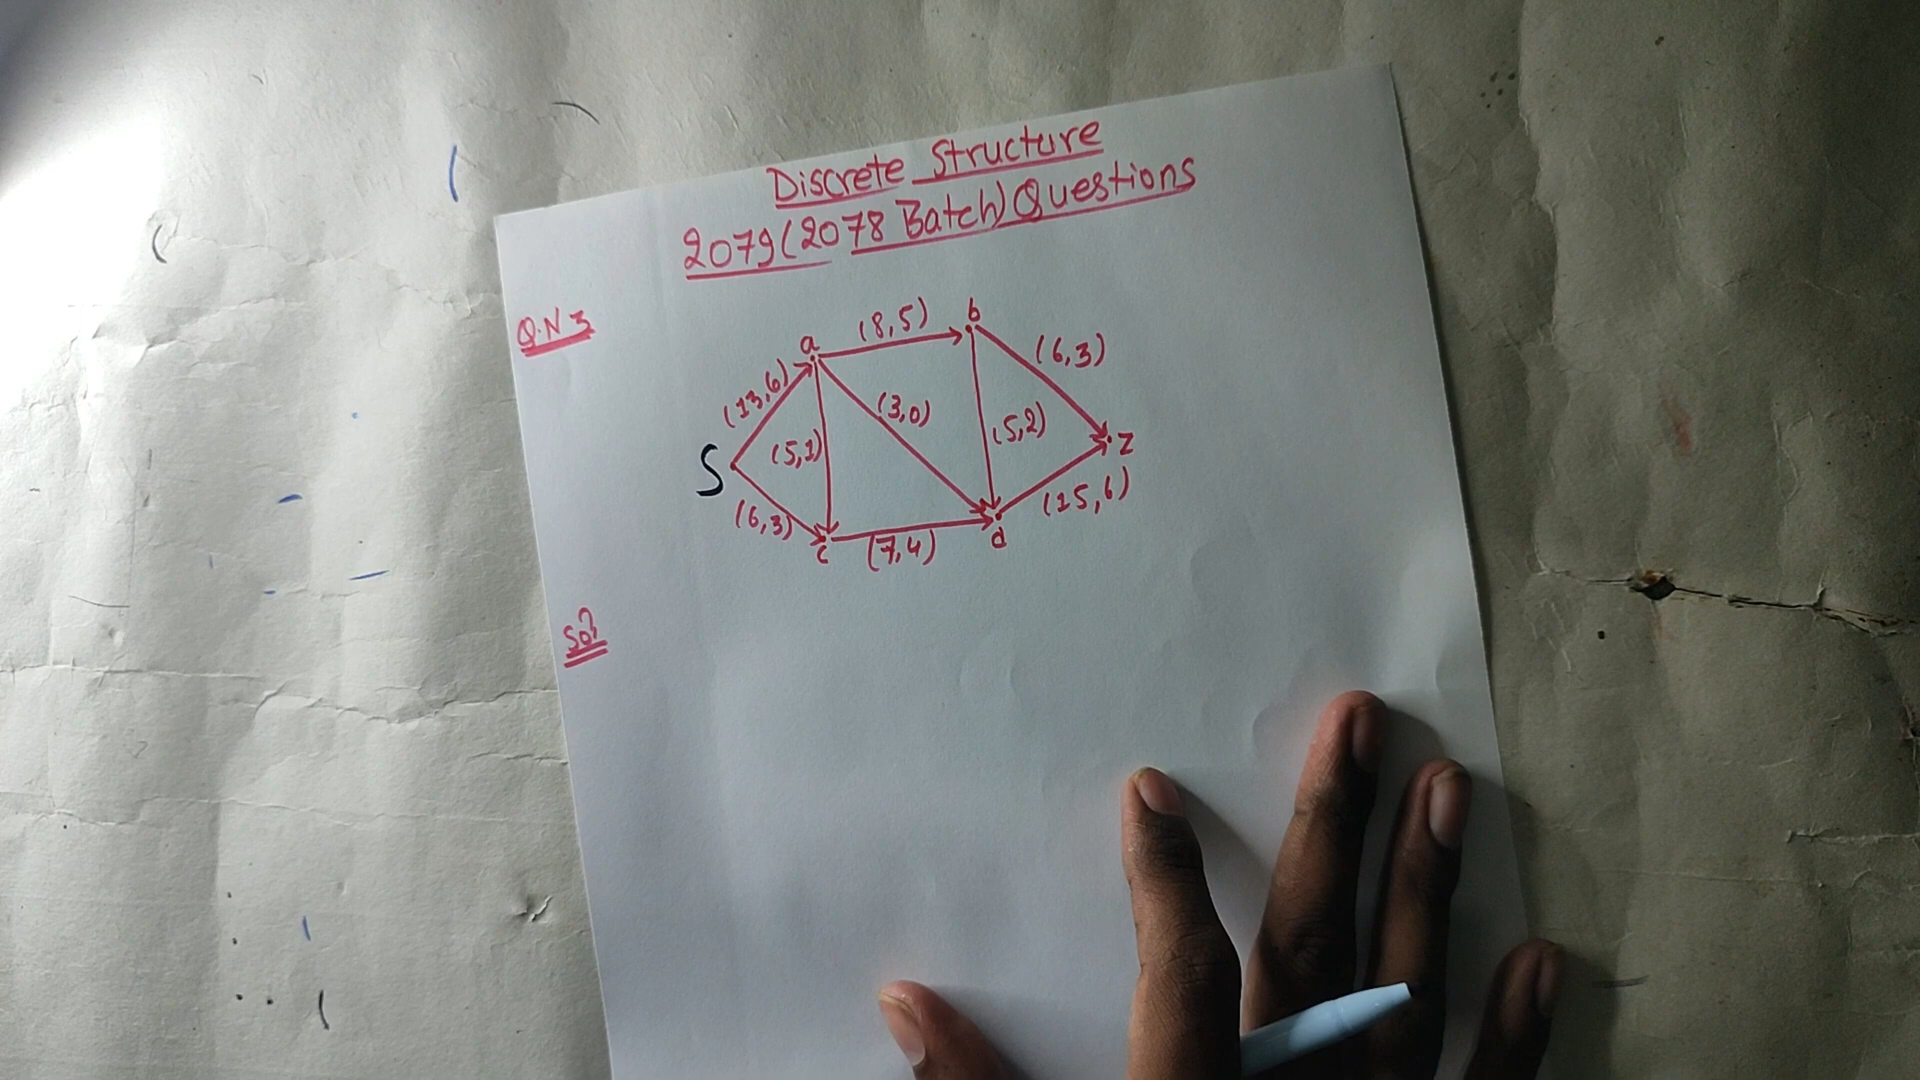 Discrete Structure
2079(2078 Batch)Questions
Q.N 3
a
(8,5)
b
(13,6)
(3,0)
(6,3)
(5,1)
(5,2)
S
Z
(6,3)
(15,6)
c
(7,4)
d
Sol